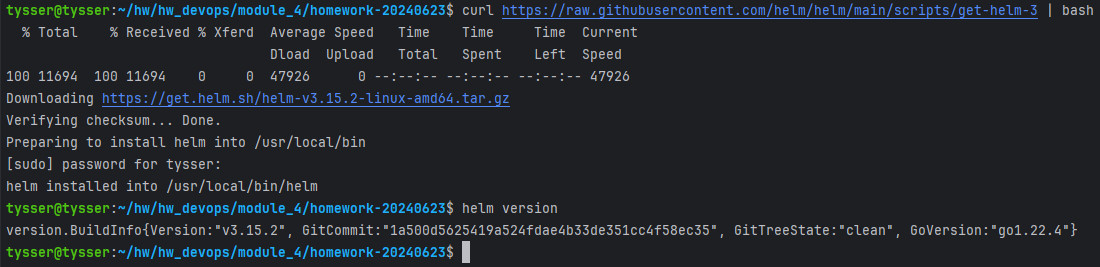 tysser@tysser:~/hw/hw_devops/module_4/homework-20240623$ curl https://raw.githubusercontent.com/helm/helm/main/scripts/get-helm-3 | bash
  % Total    % Received % Xferd  Average Speed   Time    Time     Time  Current
                                 Dload  Upload   Total   Spent    Left  Speed
100 11694  100 11694    0     0  47926      0 --:--:-- --:--:-- --:--:-- 47926
Downloading https://get.helm.sh/helm-v3.15.2-linux-amd64.tar.gz
Verifying checksum... Done.
Preparing to install helm into /usr/local/bin
[sudo] password for tysser:
helm installed into /usr/local/bin/helm
tysser@tysser:~/hw/hw_devops/module_4/homework-20240623$ helm version
version.BuildInfo{Version:"v3.15.2", GitCommit:"1a500d5625419a524fdae4b33de351cc4f58ec35", GitTreeState:"clean", GoVersion:"go1.22.4"}
tysser@tysser:~/hw/hw_devops/module_4/homework-20240623$